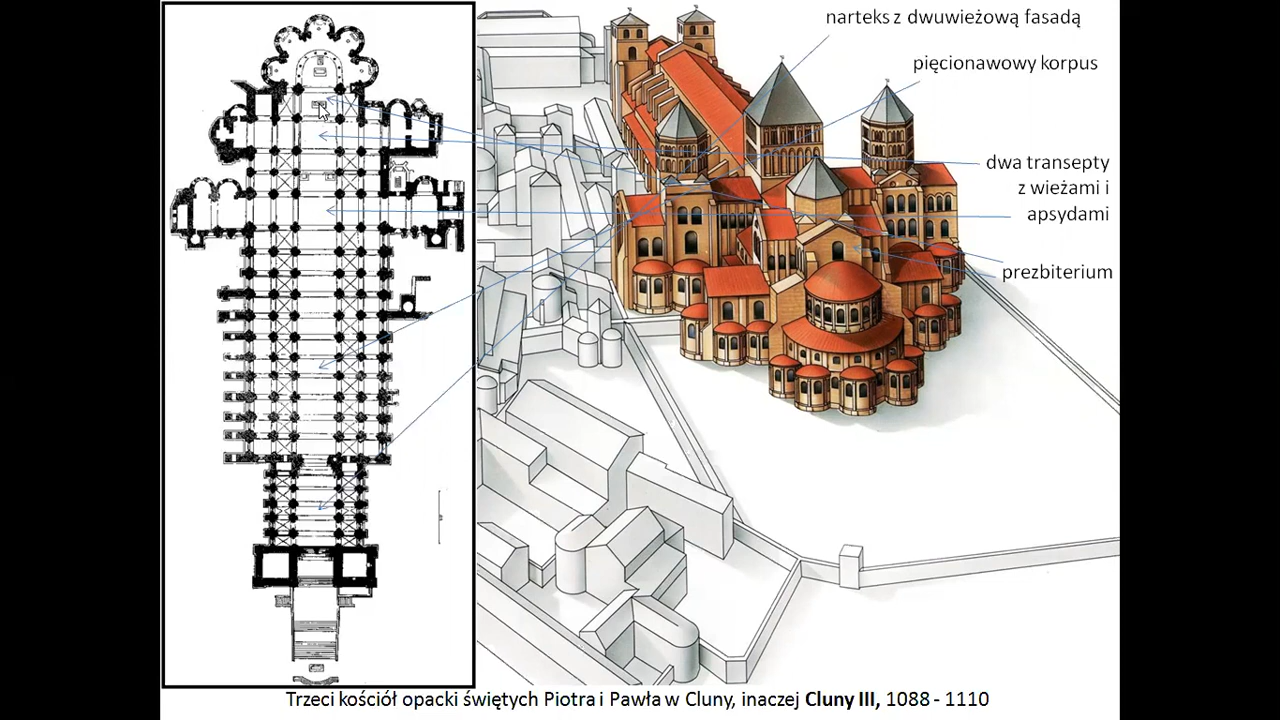 narteks z dwuwieżową fasadą
pięcionawowy korpus
dwa transepty
z wieżami i
apsydami
prezbiterium
Trzeci kościół opacki świętych Piotra i Pawła w Cluny, inaczej Cluny III, 1088 - 1110